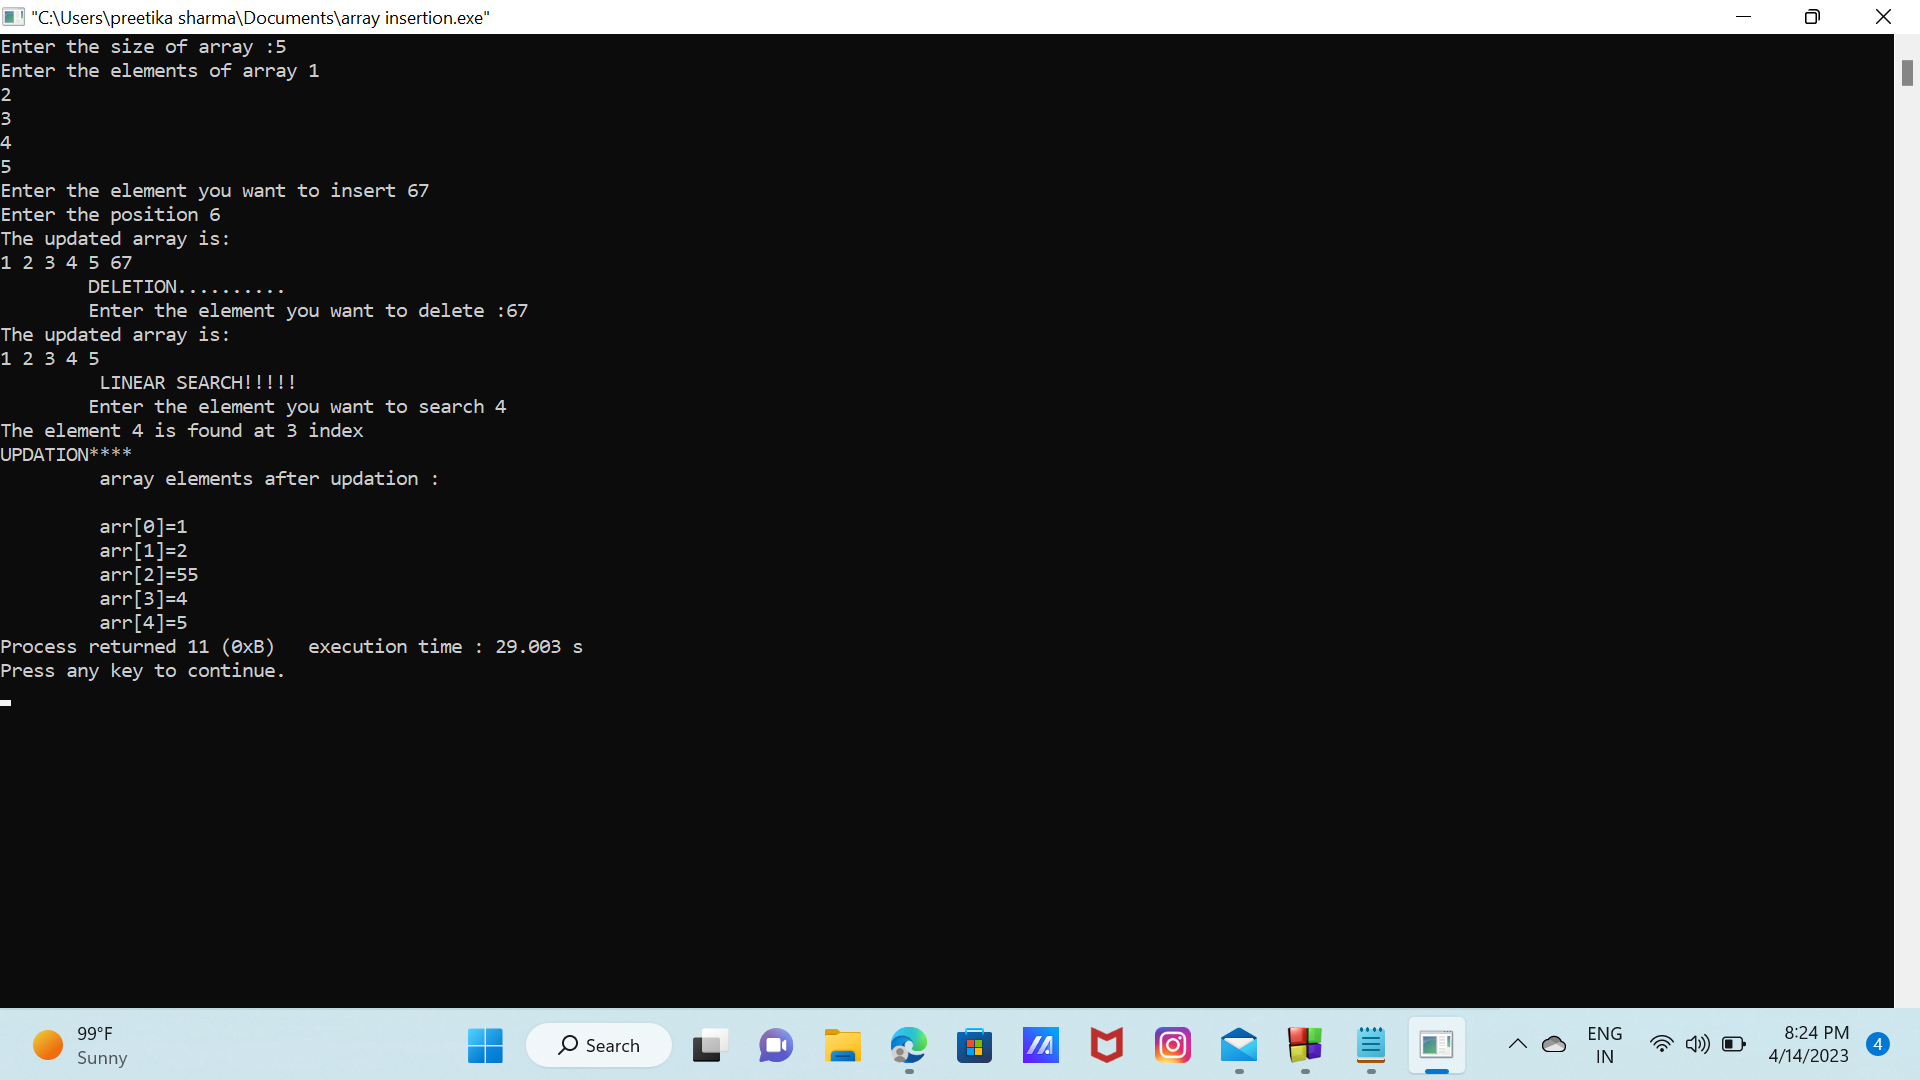 "C:\Users\preetika sharma\Documents\array insertion.exe"
Enter the size of array :5
Enter the elements of array 1
2
3
4
5
Enter the element you want to insert 67
Enter the position 6
The updated array is:
1 2 3 4 5 67
DELETION..........
Enter the element you want to delete :67
The updated array is:
1 2 3 4 5
LINEAR SEARCH!!!!!
Enter the element you want to search 4
The element 4 is found at 3 index
UPDATION****
array elements after updation :
arr[0]=1
arr[1]=2
arr[2]=55
arr[3]=4
arr[4]=5
Process returned 11 (0xB)   execution time : 29.003 s
Press any key to continue.
99°F
Sunny
Search
ENG
IN
8:24 PM
4/14/2023
4